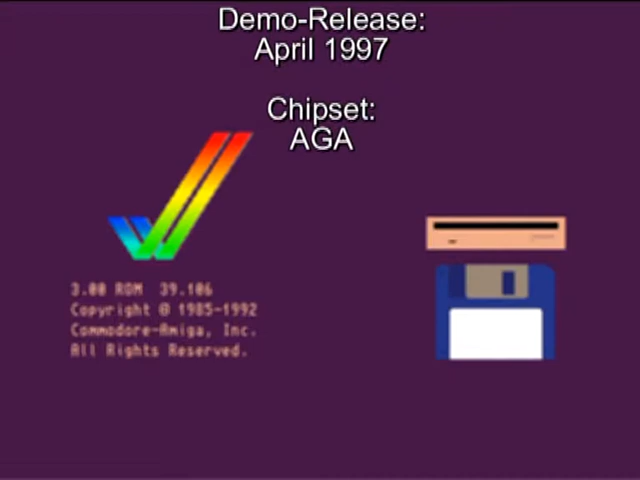 Demo-Release:
April 1997
Chipset:
AGA
3.00 ROM 39.106
Copyright © 1985-1992
Commodore-Amiga, Inc.
All Rights Reserved.